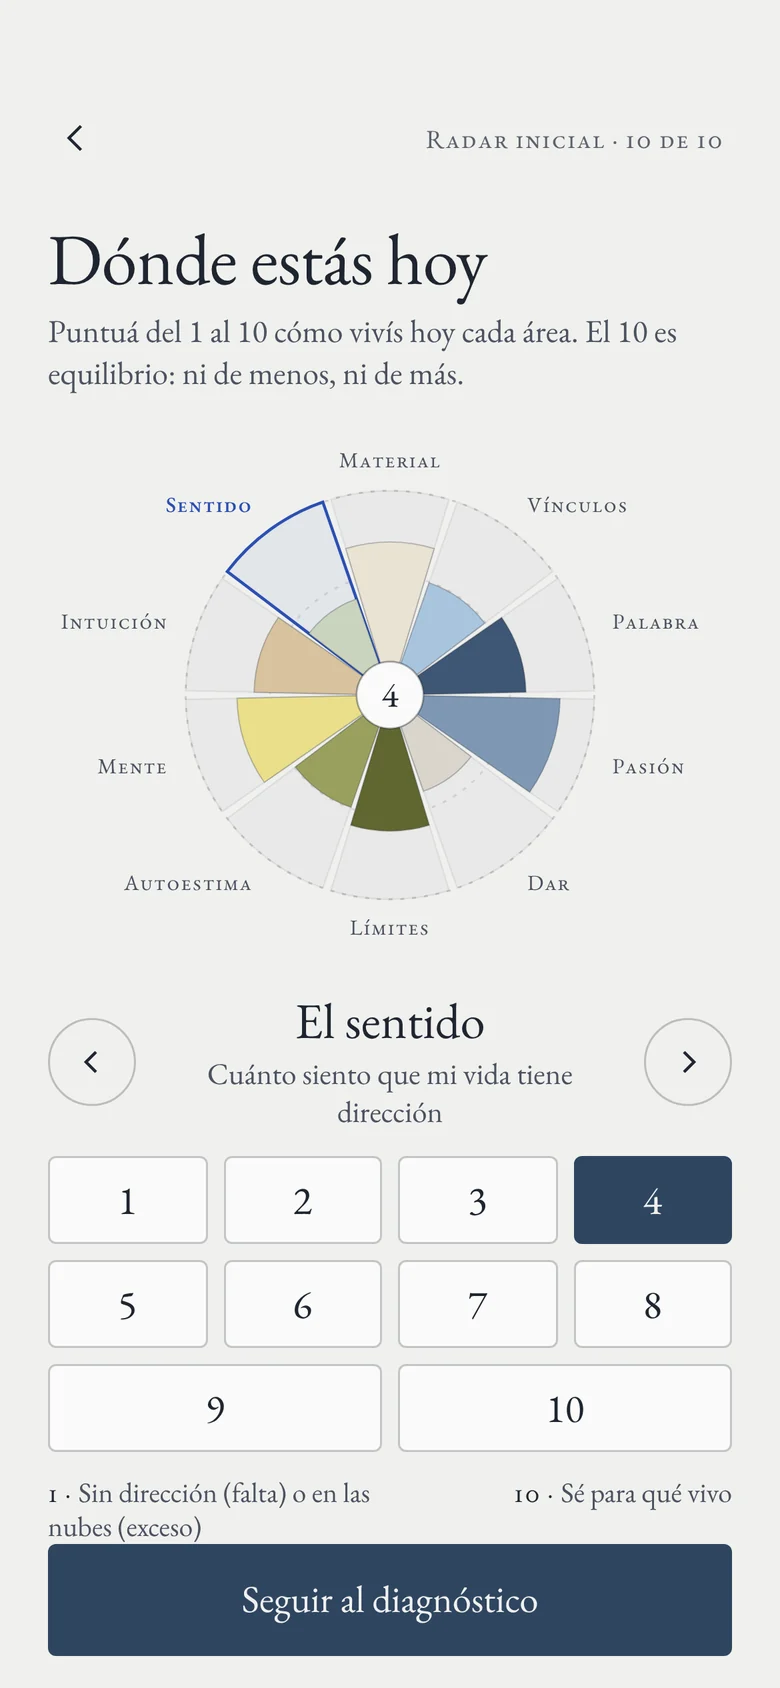 Radar inicial · 10 de 10
Dónde estás hoy
Puntuá del 1 al 10 cómo vivís hoy cada área. El 10 es
equilibrio: ni de menos, ni de más.
Material
Sentido
Vínculos
Intuición
Palabra
4
Mente
Pasión
Autoestima
Dar
Límites
El sentido
Cuánto siento que mi vida tiene
dirección
1 2 3 4
5 6 7 8
9 10
1 · Sin dirección (falta) o en las
nubes (exceso)
10 · Sé para qué vivo
Seguir al diagnóstico